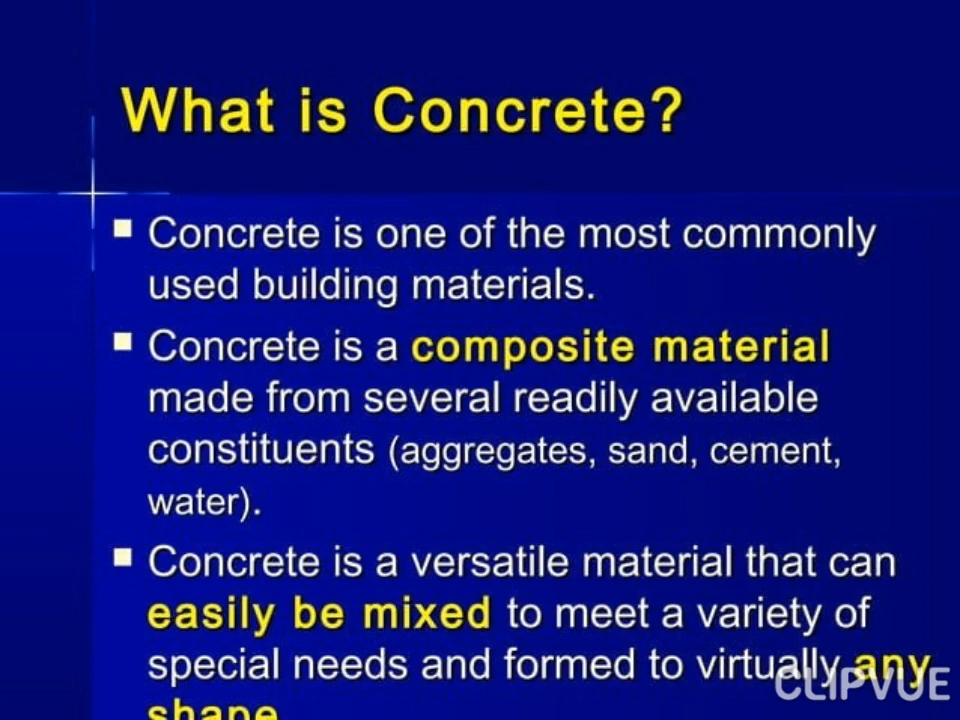 What is Concrete?
Concrete is one of the most commonly
used building materials.
Concrete is a composite material
made from several readily available
constituents (aggregates, sand, cement,
water).
Concrete is a versatile material that can
easily be mixed to meet a variety of
special needs and formed to virtually any
shape
CLIPVUE